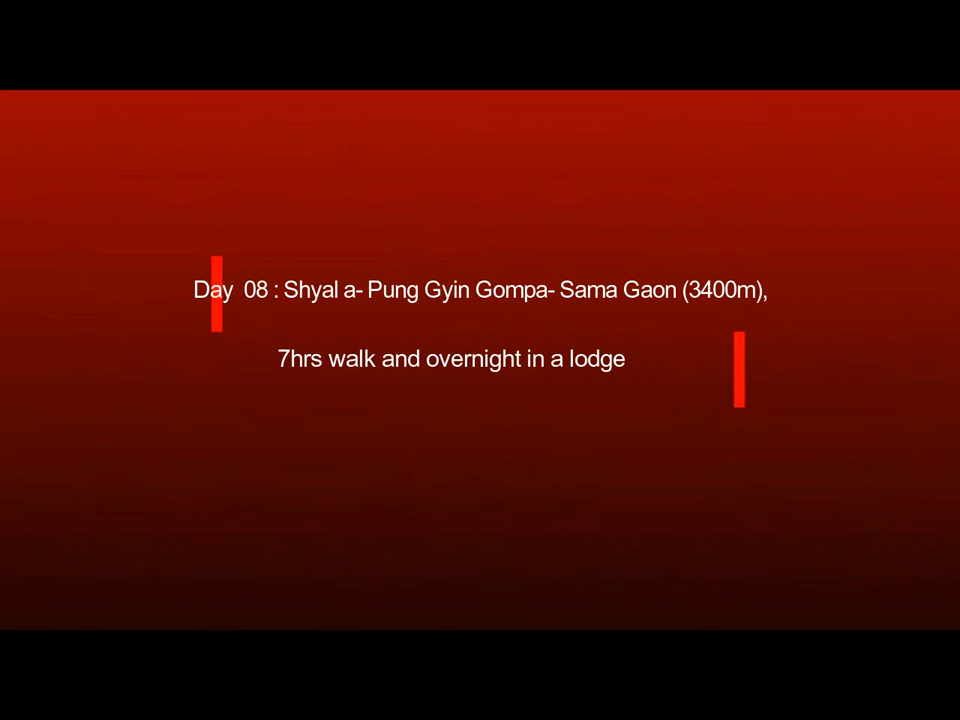 Day 08 : Shyal a- Pung Gyin Gompa- Sama Gaon (3400m),
7hrs walk and overnight in a lodge